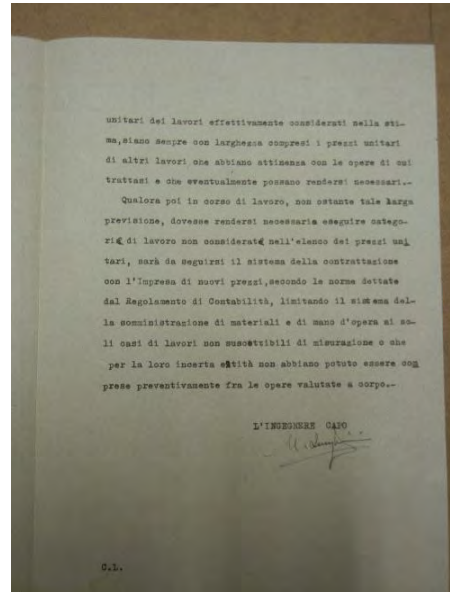 unitari dei lavori effettivamente considerati nella sti-
ma,siano sempre con larghezza compresi i prezzi unitari
di altri lavori che abbiano attinenza con le opere di cui
trattasi e che eventualmente possano rendersi necessari.-
Qualora poi in corso di lavoro, non ostante tale larga
previsione, dovesse rendersi necessaria eseguire catego-
rie di lavoro non considerate nell'elenco dei prezzi uni
tari, sarà da seguirsi il sistema della contrattazione
con l'Impresa di nuovi prezzi,secondo le norme dettate
dal Regolamento di Contabilità, limitando il sistema del-
la somministrazione di materiali e di mano d'opera ai so-
li casi di lavori non suscettibili di misurazione o che
per la loro incerta entità non abbiano potuto essere com
prese preventivamente fra le opere valutate a corpo.-
L'INGEGNERE CAPO
C.L.